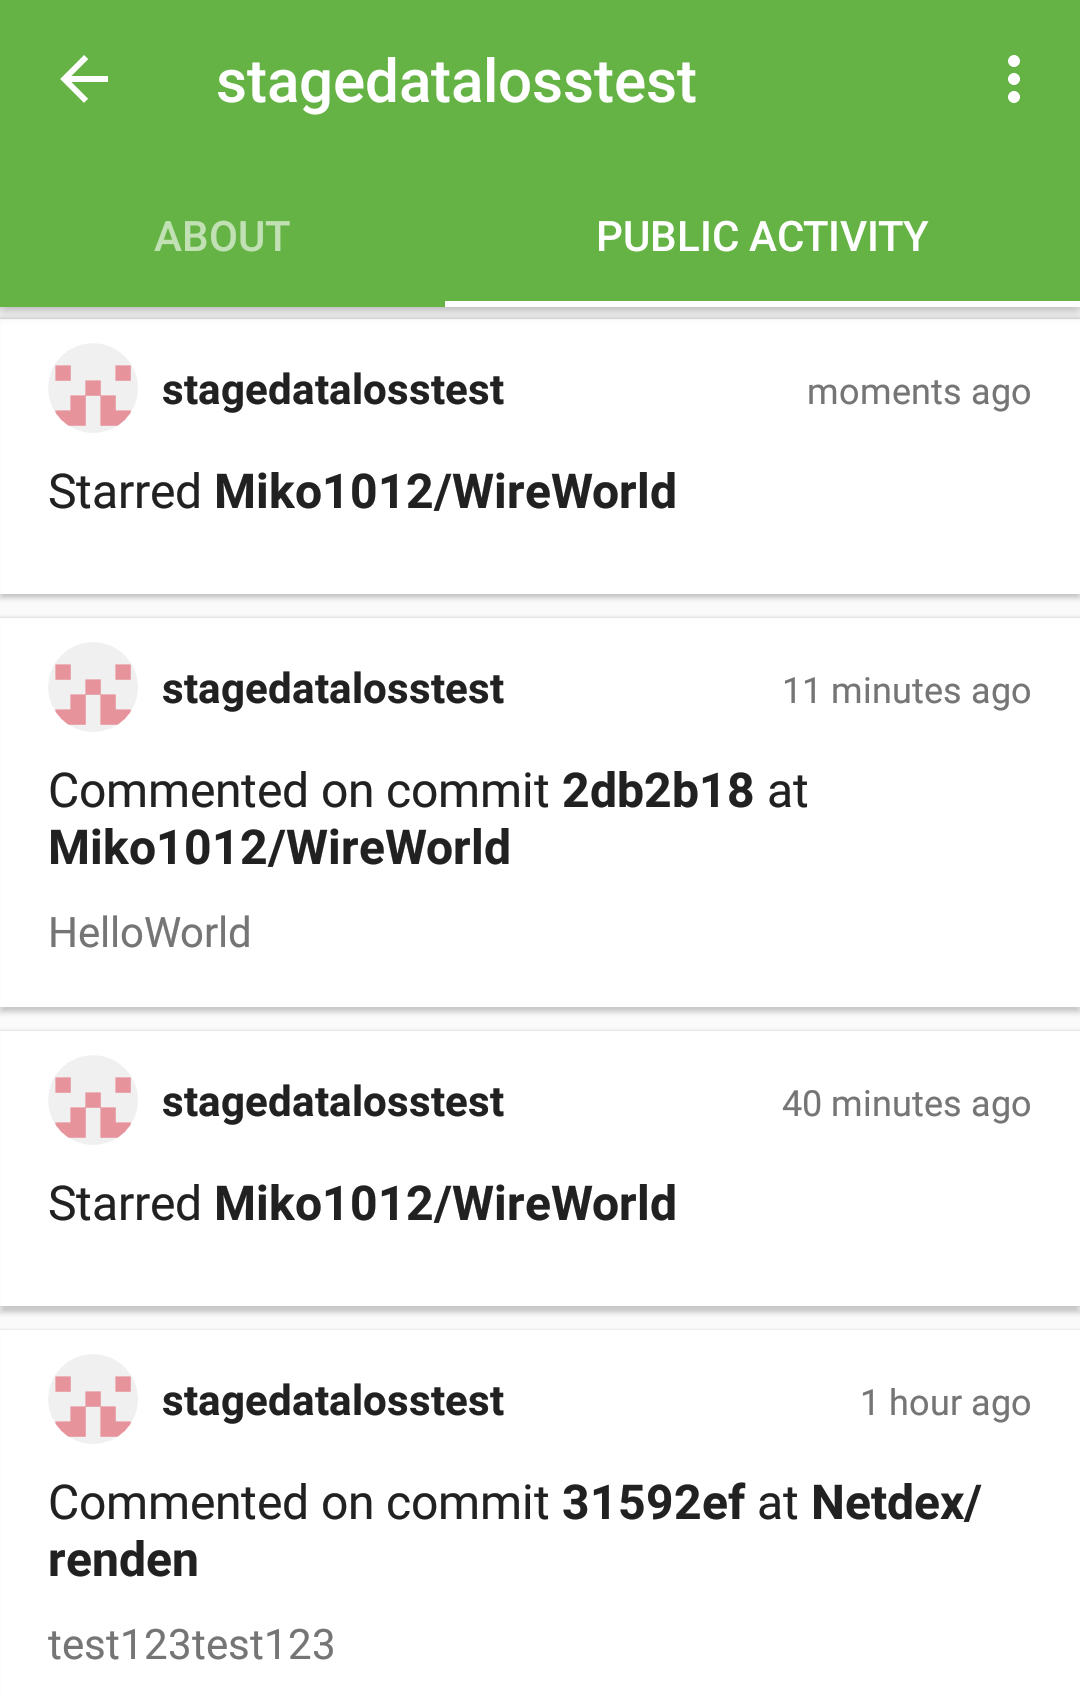 stagedatalosstest
ABOUT
PUBLIC ACTIVITY
stagedatalosstest
moments ago
Starred Miko1012/WireWorld
stagedatalosstest
11 minutes ago
Commented on commit 2db2b18 at
Miko1012/WireWorld
HelloWorld
stagedatalosstest
40 minutes ago
Starred Miko1012/WireWorld
stagedatalosstest
1 hour ago
Commented on commit 31592ef at Netdex/
renden
test123test123